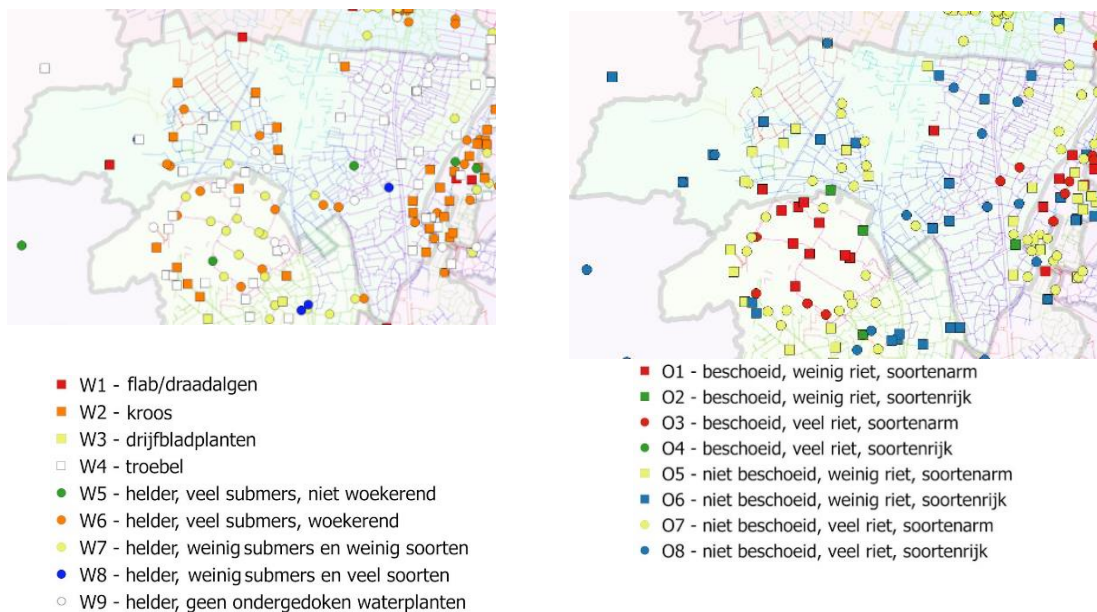 W1 - flab/draadalgen
W2 - kroos
W3 - drijfbladplanten
W4 - troebel
W5 - helder, veel submers, niet woekerend
W6 - helder, veel submers, woekerend
W7 - helder, weinig submers en weinig soorten
W8 - helder, weinig submers en veel soorten
W9 - helder, geen ondergedoken waterplanten
O1 - beschoeid, weinig riet, soortenarm
O2 - beschoeid, weinig riet, soortenrijk
O3 - beschoeid, veel riet, soortenarm
O4 - beschoeid, veel riet, soortenrijk
O5 - niet beschoeid, weinig riet, soortenarm
O6 - niet beschoeid, weinig riet, soortenrijk
O7 - niet beschoeid, veel riet, soortenarm
O8 - niet beschoeid, veel riet, soortenrijk